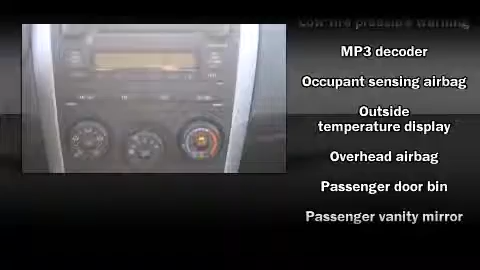 Low tire pressure warning
MP3 decoder
Occupant sensing airbag
Outside
temperature display
Overhead airbag
Passenger door bin
Passenger vanity mirror